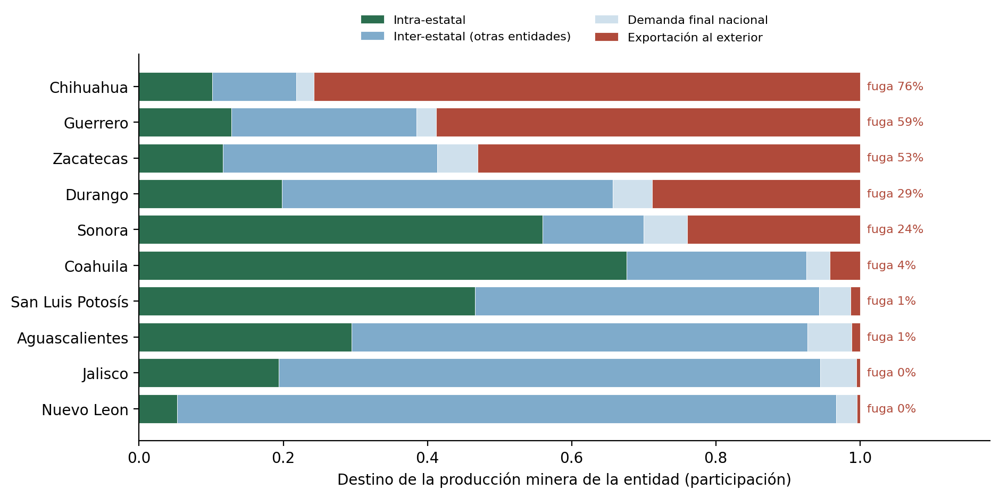 Intra-estatal
Inter-estatal (otras entidades)
Demanda final nacional
Exportación al exterior
Chihuahua fuga 76%
Guerrero fuga 59%
Zacatecas fuga 53%
Durango fuga 29%
Sonora fuga 24%
Coahuila fuga 4%
San Luis Potosís fuga 1%
Aguascalientes fuga 1%
Jalisco fuga 0%
Nuevo Leon fuga 0%
0.0 0.2 0.4 0.6 0.8 1.0
Destino de la producción minera de la entidad (participación)